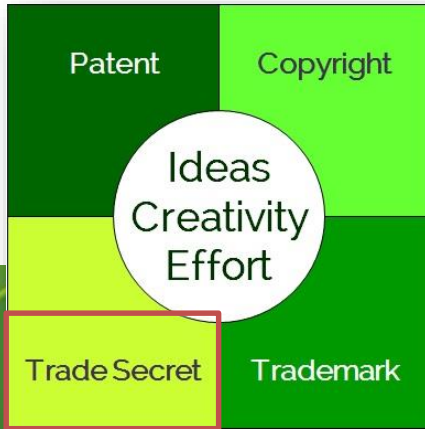 Patent
Copyright
Ideas
Creativity
Effort
Trade Secret
Trademark